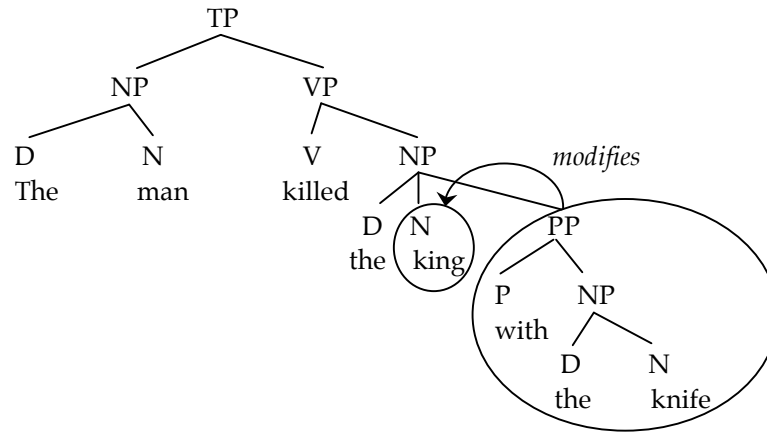 TP
NP VP
D N V NP modifies
The man killed
D N PP
the king
P NP
with
D N
the knife